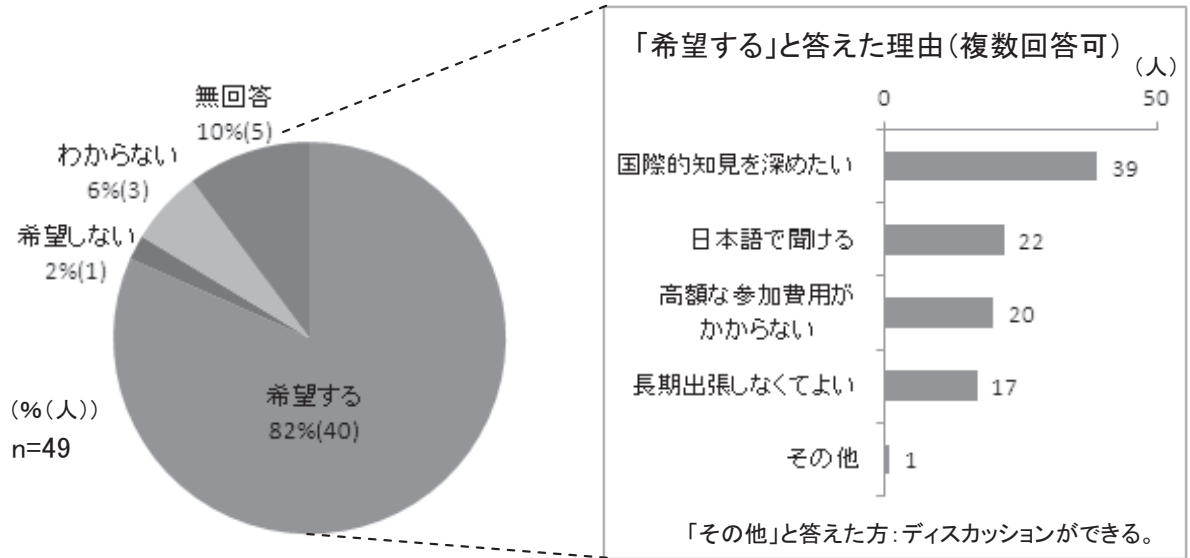 無回答
10%(5)
わからない
6%(3)
希望しない
2%(1)
希望する
82%(40)
(%(人))
n=49
「希望する」と答えた理由(複数回答可)
(人)
0 50
国際的知見を深めたい 39
日本語で聞ける 22
高額な参加費用が
かからない 20
長期出張しなくてよい 17
その他 1
「その他」と答えた方:ディスカッションができる。